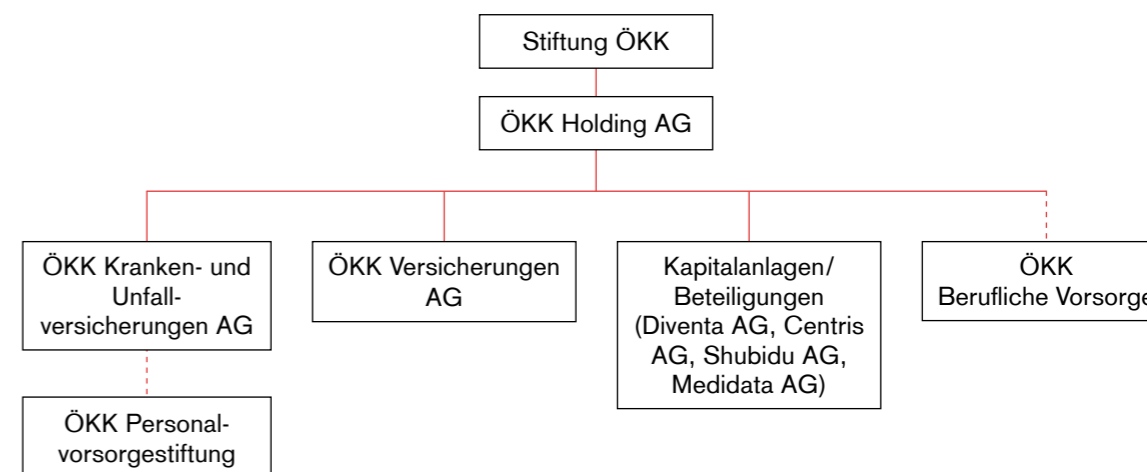 Stiftung ÖKK
ÖKK Holding AG
ÖKK Kranken- und
Unfall-
versicherungen AG
ÖKK Versicherungen
AG
Kapitalanlagen/
Beteiligungen
(Diventa AG, Centris
AG, Shubidu AG,
Medidata AG)
ÖKK
Berufliche Vorsorge
ÖKK Personal-
vorsorgestiftung